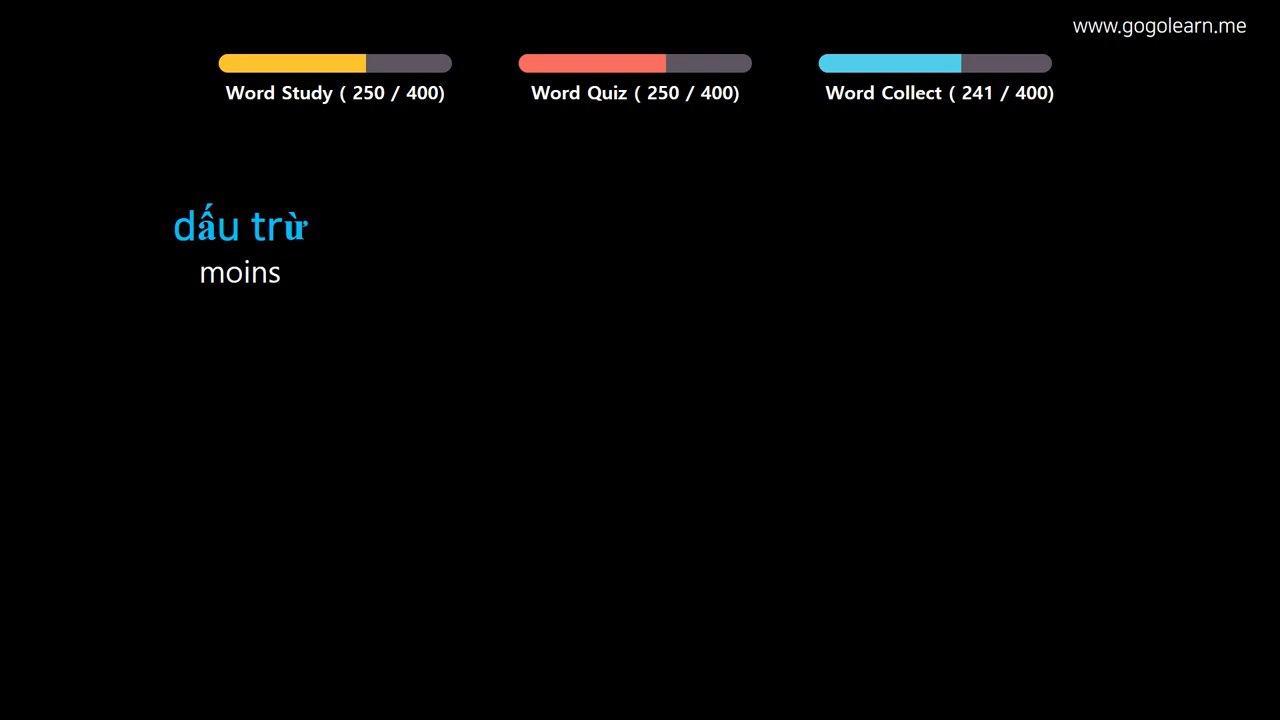 www.gogolearn.me
Word Study ( 250 / 400)
Word Quiz ( 250 / 400)
Word Collect ( 241 / 400)
dấu trừ
moins